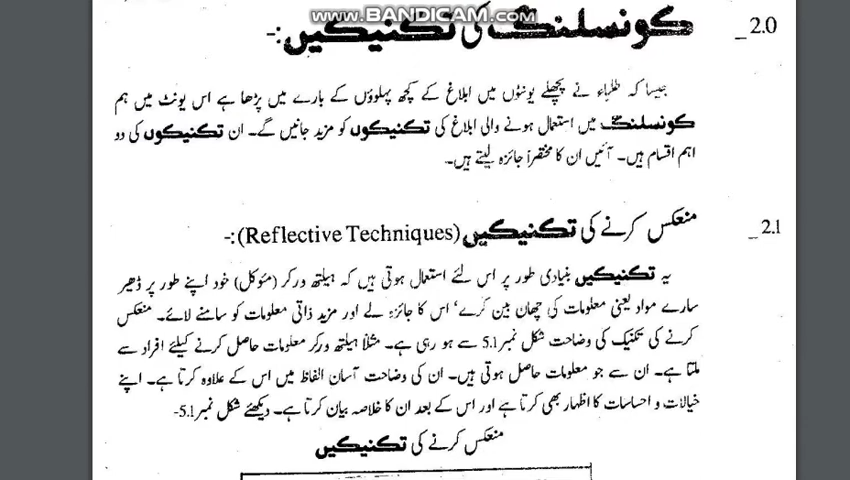 www.BANDICAM.com
2.0_ کونسلنگ کی تکنیکیں:-
جیسا کہ طلباء نے پچھلے یونٹوں میں ابلاغ کے کچھ پہلوؤں کے بارے میں پڑھا ہے اس یونٹ میں ہم
کونسلنگ میں استعمال ہونے والی ابلاغ کی تکنیکوں کو مزید جانیں گے۔ ان تکنیکوں کی دو
اہم اقسام ہیں۔ آئیں ان کا مختصراً جائزہ لیتے ہیں۔
2.1_ منعکس کرنے کی تکنیکیں (Reflective Techniques):-
یہ تکنیکیں بنیادی طور پر اس لئے استعمال ہوتی ہیں کہ ہیلتھ ورکر (مئوکل) خود اپنے طور پر ڈھیر
سارے مواد یعنی معلومات کی چھان بین کرے، اس کا جائزہ لے اور مزید ذاتی معلومات کو سامنے لائے۔ منعکس
کرنے کی تکنیک کی وضاحت شکل نمبر 5.1 سے ہو رہی ہے۔ مثلاً ہیلتھ ورکر معلومات حاصل کرنے کیلئے افراد سے
ملتا ہے۔ ان سے جو معلومات حاصل ہوتی ہیں۔ ان کی وضاحت آسان الفاظ میں اس کے علاوہ کرتا ہے۔ اپنے
خیالات و احساسات کا اظہار بھی کرتا ہے اور اس کے بعد ان کا خلاصہ بیان کرتا ہے۔ دیکھئے شکل نمبر 5.1-
منعکس کرنے کی تکنیکیں